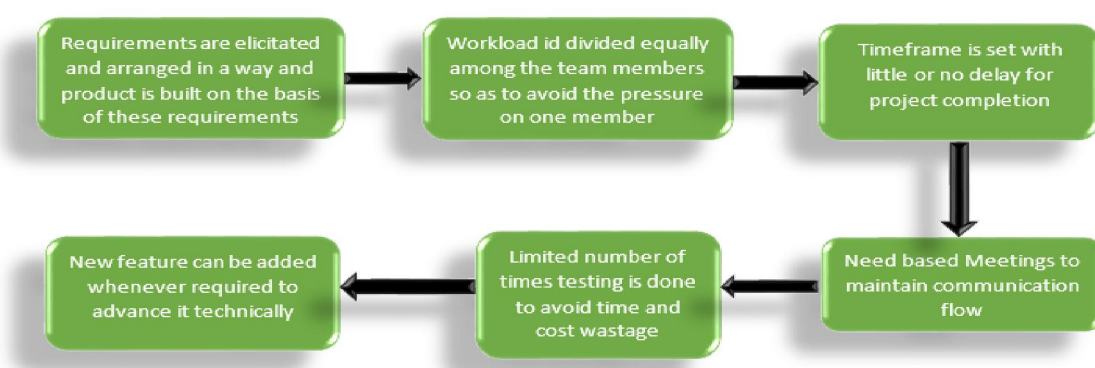 Requirements are elicitated
and arranged in a way and
product is built on the basis
of these requirements
Workload id divided equally
among the team members
so as to avoid the pressure
on one member
Timeframe is set with
little or no delay for
project completion
Need based Meetings to
maintain communication
flow
Limited number of
times testing is done
to avoid time and
cost wastage
New feature can be added
whenever required to
advance it technically